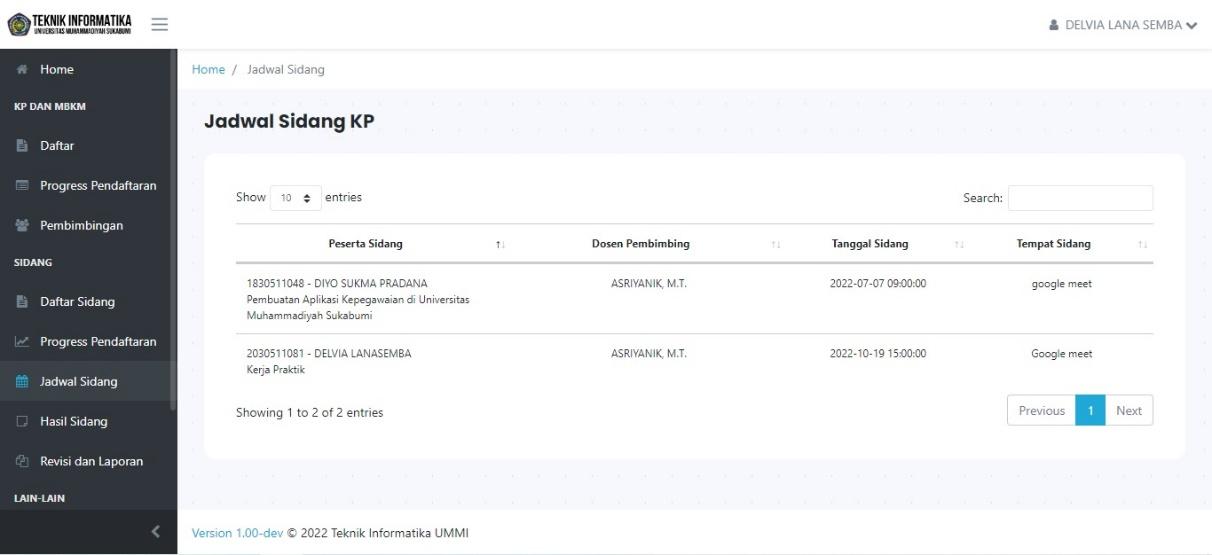 TEKNIK INFORMATIKA
UNIVERSITAS MUHAMMADIYAH SUKABUMI
DELVIA LANA SEMBA
Home
KP DAN MBKM
Daftar
Progress Pendaftaran
Pembimbingan
SIDANG
Daftar Sidang
Progress Pendaftaran
Jadwal Sidang
Hasil Sidang
Revisi dan Laporan
LAIN-LAIN
Home / Jadwal Sidang
Jadwal Sidang KP
Show 10 entries
Search:
Peserta Sidang Dosen Pembimbing Tanggal Sidang Tempat Sidang
1830511048 - DIYO SUKMA PRADANA ASRIYANIK, M.T. 2022-07-07 09:00:00 google meet
Pembuatan Aplikasi Kepegawaian di Universitas
Muhammadiyah Sukabumi
2030511081 - DELVIA LANASEMBA ASRIYANIK, M.T. 2022-10-19 15:00:00 Google meet
Kerja Praktik
Showing 1 to 2 of 2 entries
Previous 1 Next
Version 1.00-dev © 2022 Teknik Informatika UMMI